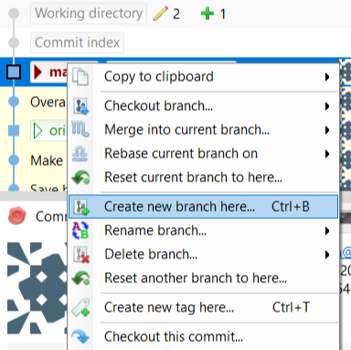 Working directory 2 1
Commit index
ma
Copy to clipboard
Overa
Checkout branch...
ori
Merge into current branch...
Rebase current branch on
Make
Reset current branch to here...
Create new branch here... Ctrl+B
Comm
Rename branch...
Delete branch...
Reset another branch to here...
Create new tag here... Ctrl+T
Checkout this commit...